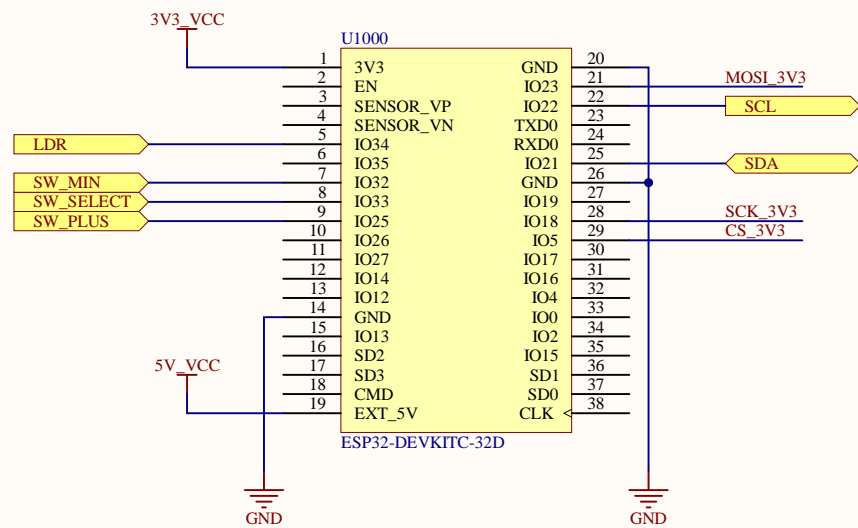 3V3_VCC
U1000
1 3V3 GND 20
2 EN IO23 21 MOSI_3V3
3 SENSOR_VP IO22 22 SCL
4 SENSOR_VN TXD0 23
LDR 5 IO34 RXD0 24
6 IO35 IO21 25 SDA
SW_MIN 7 IO32 GND 26
SW_SELECT 8 IO33 IO19 27
SW_PLUS 9 IO25 IO18 28 SCK_3V3
10 IO26 IO5 29 CS_3V3
11 IO27 IO17 30
12 IO14 IO16 31
13 IO12 IO4 32
14 GND IO0 33
15 IO13 IO2 34
5V_VCC 16 SD2 IO15 35
17 SD3 SD1 36
18 CMD SD0 37
19 EXT_5V CLK 38
ESP32-DEVKITC-32D
GND GND